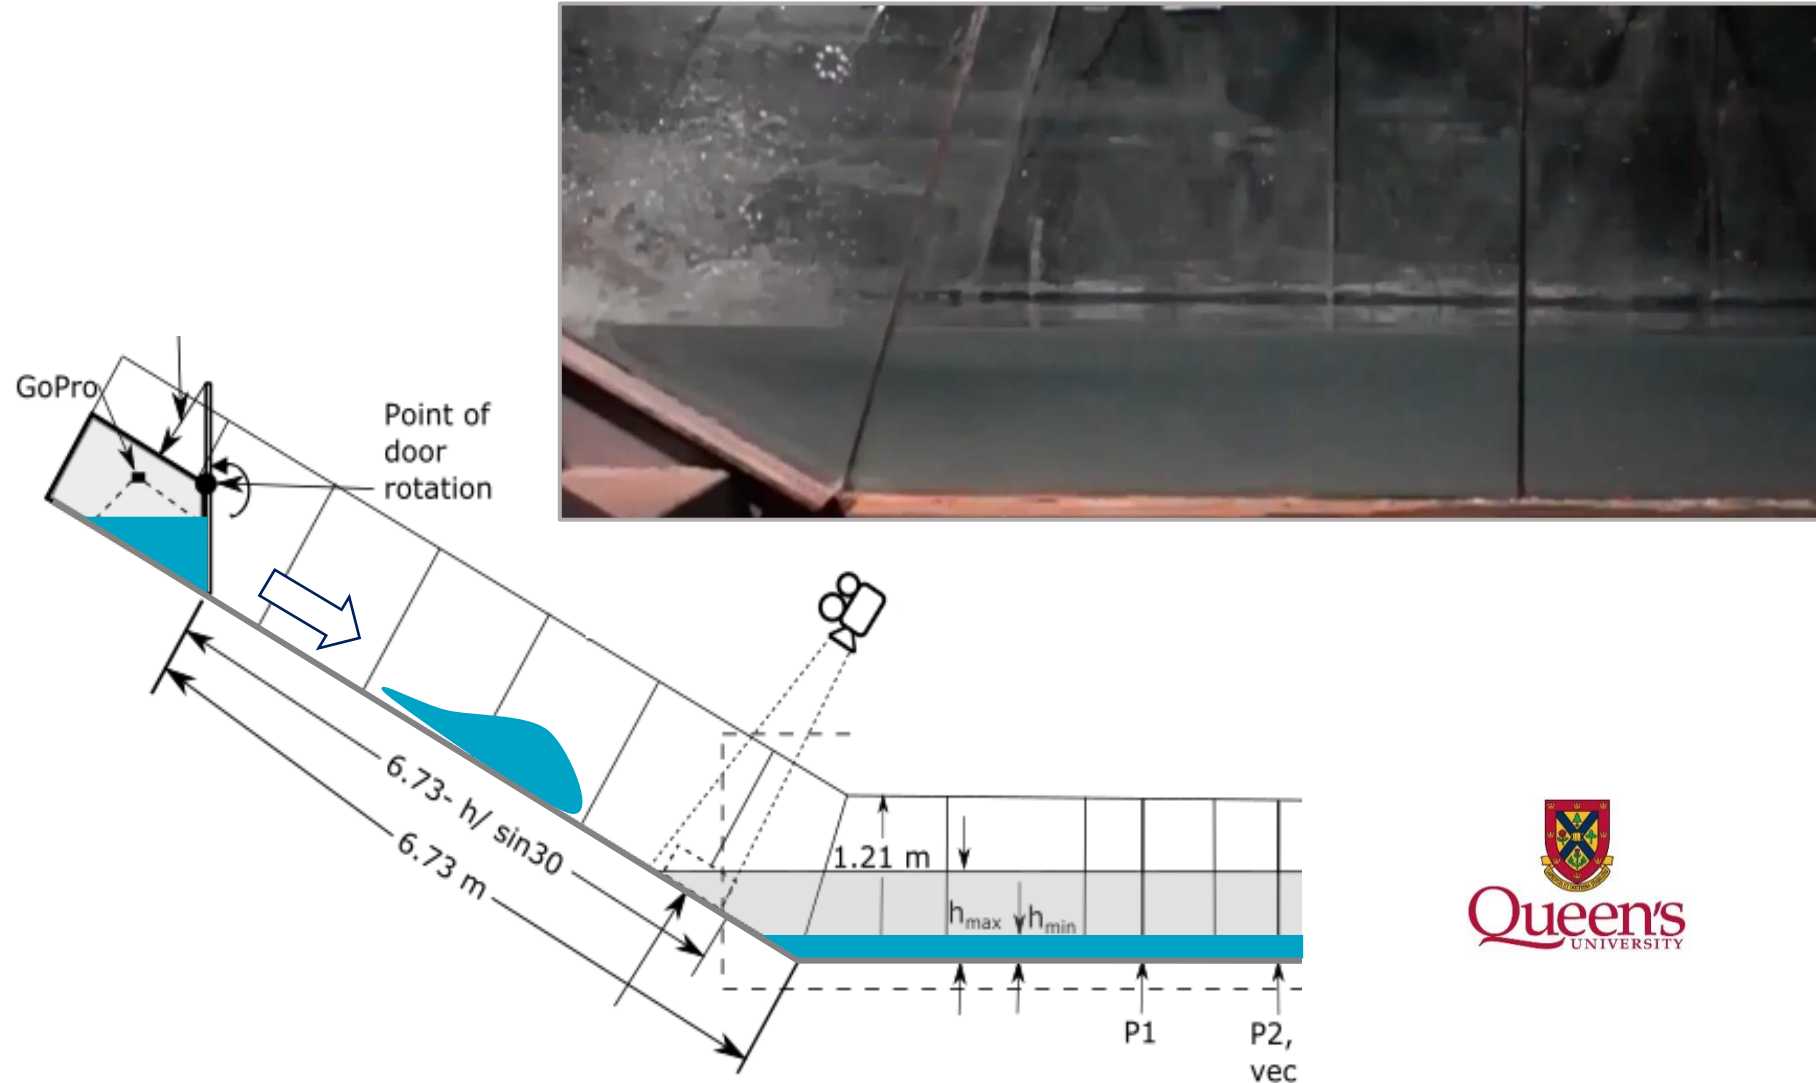 GoPro
Point of
door
rotation
6.73- h/ sin30
6.73 m
1.21 m
hmax
hmin
P1
P2,
vec
Queen's
UNIVERSITY